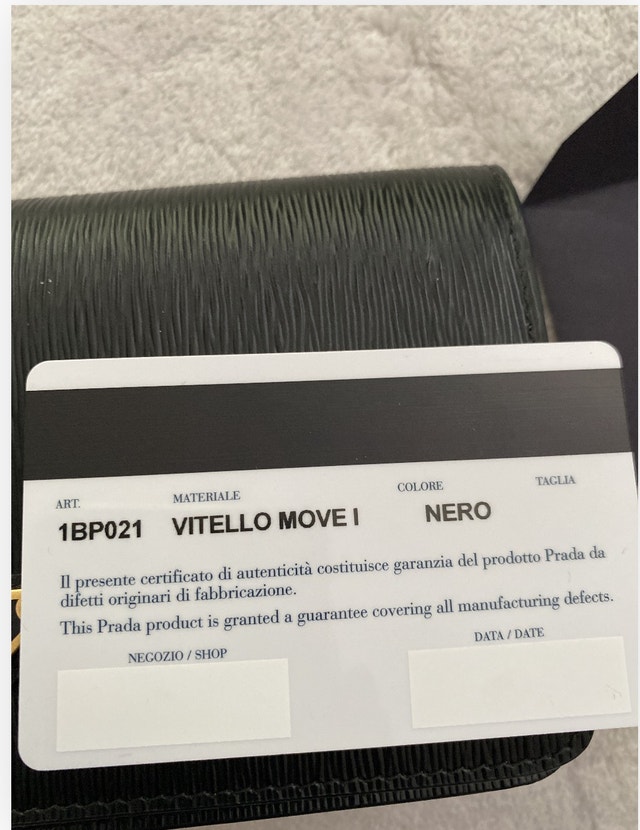 ART. MATERIALE COLORE TAGLIA
1BP021 VITELLO MOVE I NERO
Il presente certificato di autenticità costituisce garanzia del prodotto Prada da
difetti originari di fabbricazione.
This Prada product is granted a guarantee covering all manufacturing defects.
NEGOZIO / SHOP DATA / DATE